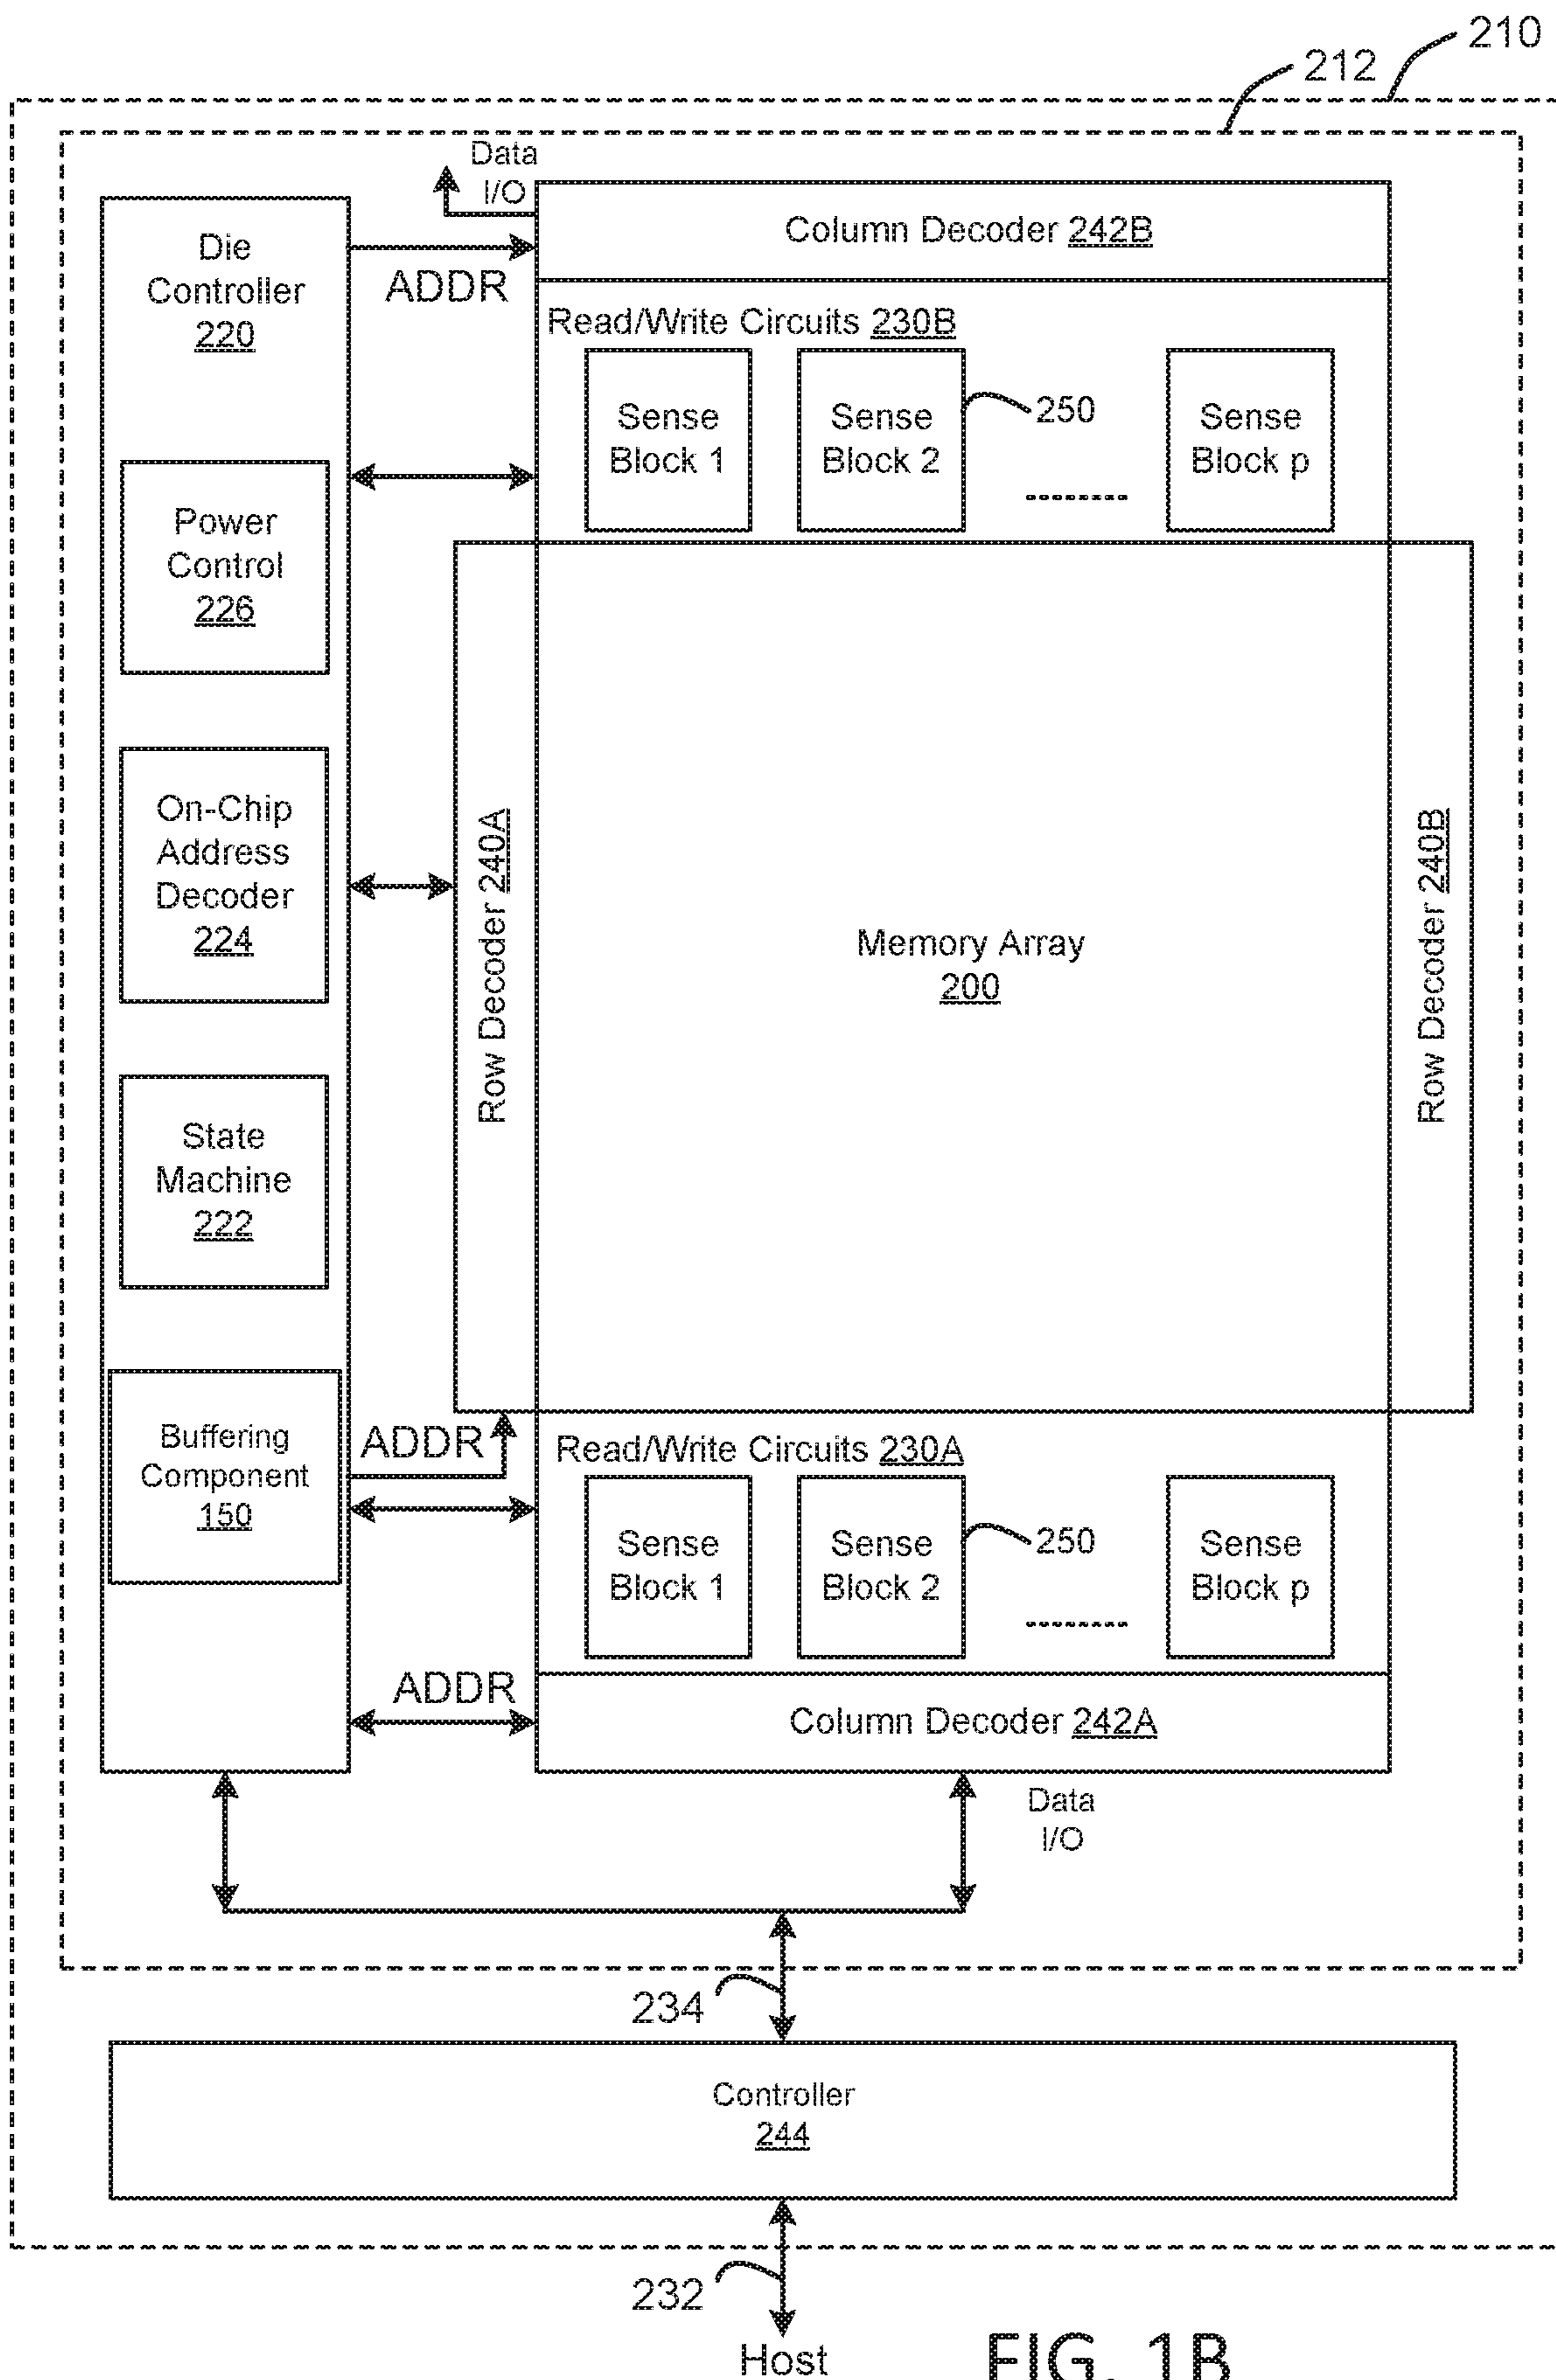 210
212
Data
I/O
Column Decoder 242B
Die
Controller
220
ADDR
Read/Write Circuits 230B
Sense
Block 1
Sense
Block 2
250
Sense
Block p
Power
Control
226
On-Chip
Address
Decoder
224
Row Decoder 240A
Memory Array
200
Row Decoder 240B
State
Machine
222
Buffering
Component
150
ADDR
Read/Write Circuits 230A
Sense
Block 1
Sense
Block 2
250
Sense
Block p
ADDR
Column Decoder 242A
Data
I/O
234
Controller
244
232
Host
FIG. 1B